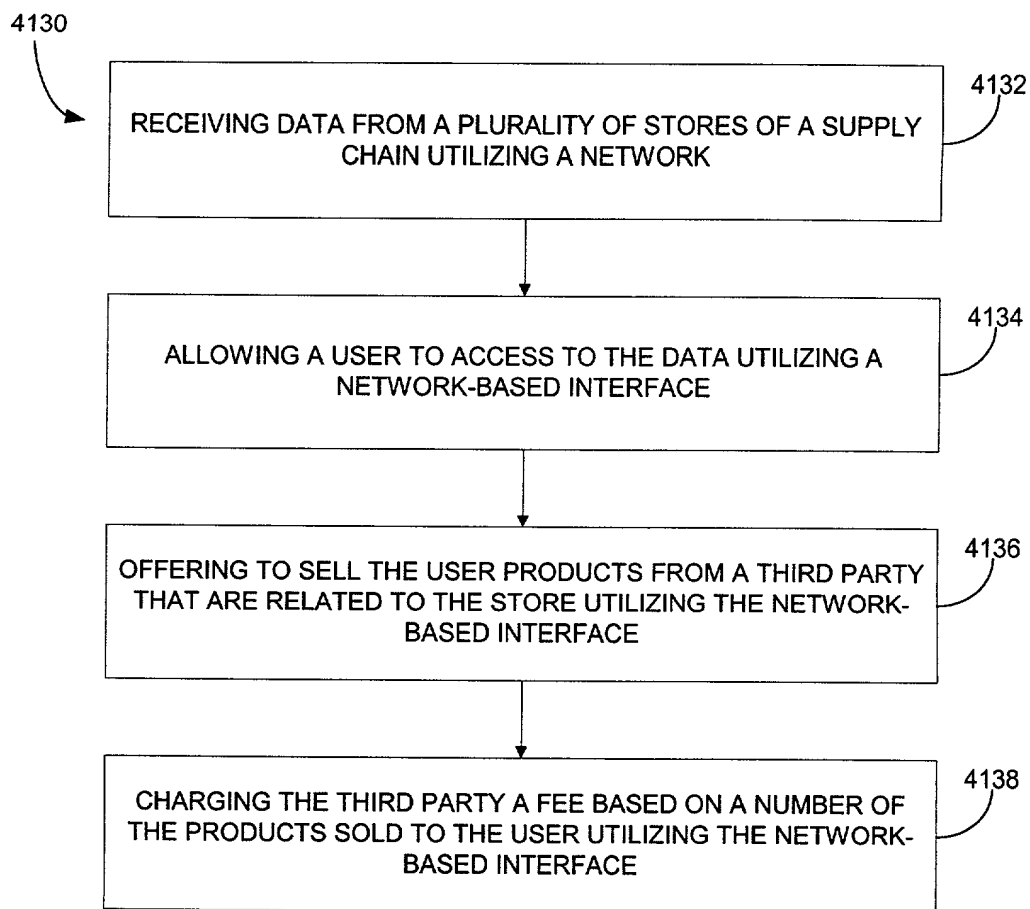 4130
4132
RECEIVING DATA FROM A PLURALITY OF STORES OF A SUPPLY
CHAIN UTILIZING A NETWORK
4134
ALLOWING A USER TO ACCESS TO THE DATA UTILIZING A
NETWORK-BASED INTERFACE
4136
OFFERING TO SELL THE USER PRODUCTS FROM A THIRD PARTY
THAT ARE RELATED TO THE STORE UTILIZING THE NETWORK-
BASED INTERFACE
4138
CHARGING THE THIRD PARTY A FEE BASED ON A NUMBER OF
THE PRODUCTS SOLD TO THE USER UTILIZING THE NETWORK-
BASED INTERFACE